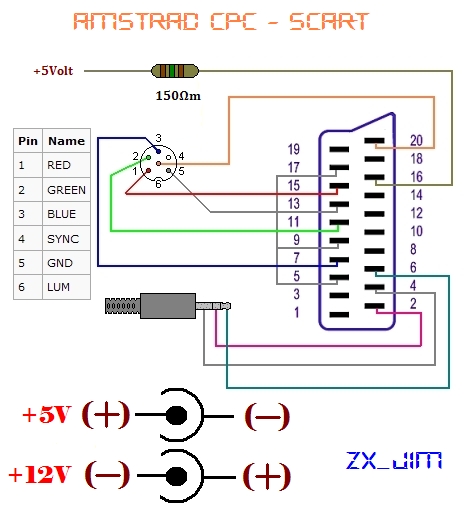 AMSTRAD CPC - SCART
+5Volt
150Ωm
Pin Name
1 RED
2 GREEN
3 BLUE
4 SYNC
5 GND
6 LUM
3
2 4
1 5
6
19 20
17 18
15 16
13 14
11 12
9 10
7 8
5 6
3 4
1 2
+5V (+) (–)
+12V (–) (+)
ZX_dIM